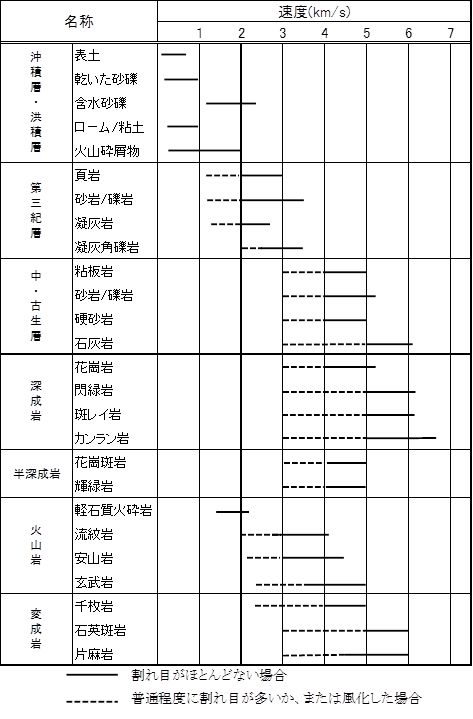 名称
速度(km/s)
1 2 3 4 5 6 7
沖積層・洪積層
表土
乾いた砂礫
含水砂礫
ローム/粘土
火山砕屑物
第三紀層
頁岩
砂岩/礫岩
凝灰岩
凝灰角礫岩
中・古生層
粘板岩
砂岩/礫岩
硬砂岩
石灰岩
深成岩
花崗岩
閃緑岩
斑レイ岩
カンラン岩
半深成岩
花崗斑岩
輝緑岩
火山岩
軽石質火砕岩
流紋岩
安山岩
玄武岩
変成岩
千枚岩
石英斑岩
片麻岩
割れ目がほとんどない場合
普通程度に割れ目が多いか、または風化した場合